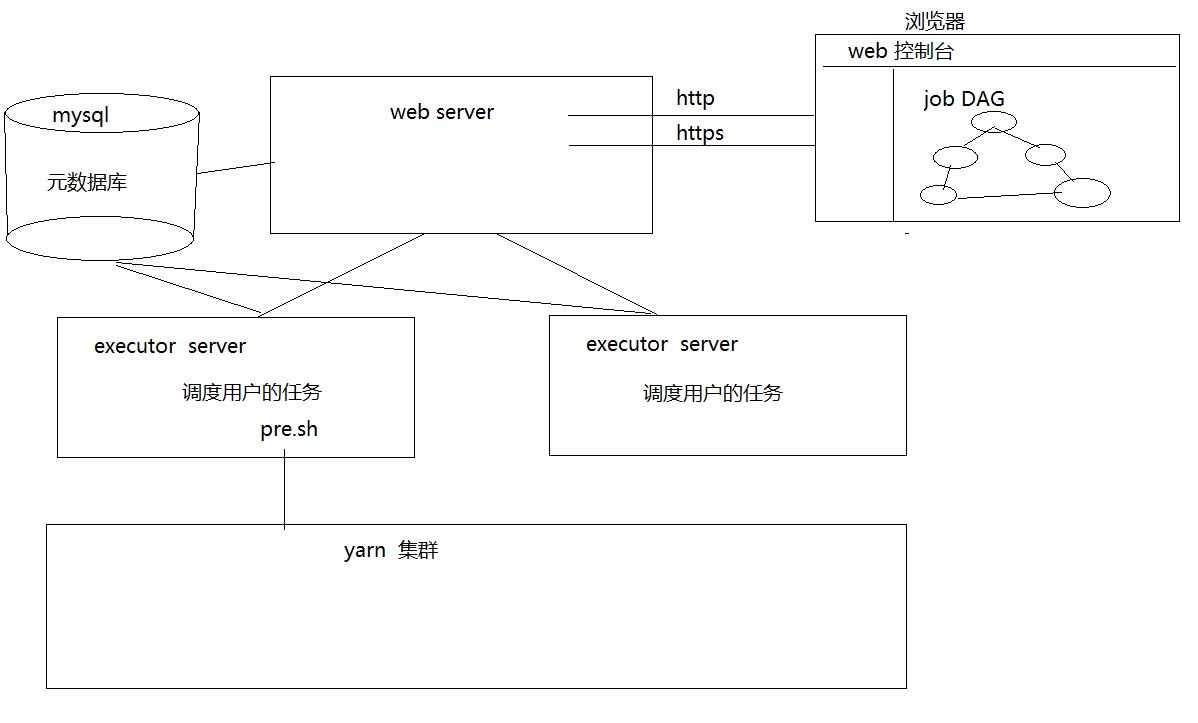 浏览器
web 控制台
job DAG
http
https
web server
mysql
元数据库
executor server
调度用户的任务
pre.sh
executor server
调度用户的任务
yarn 集群